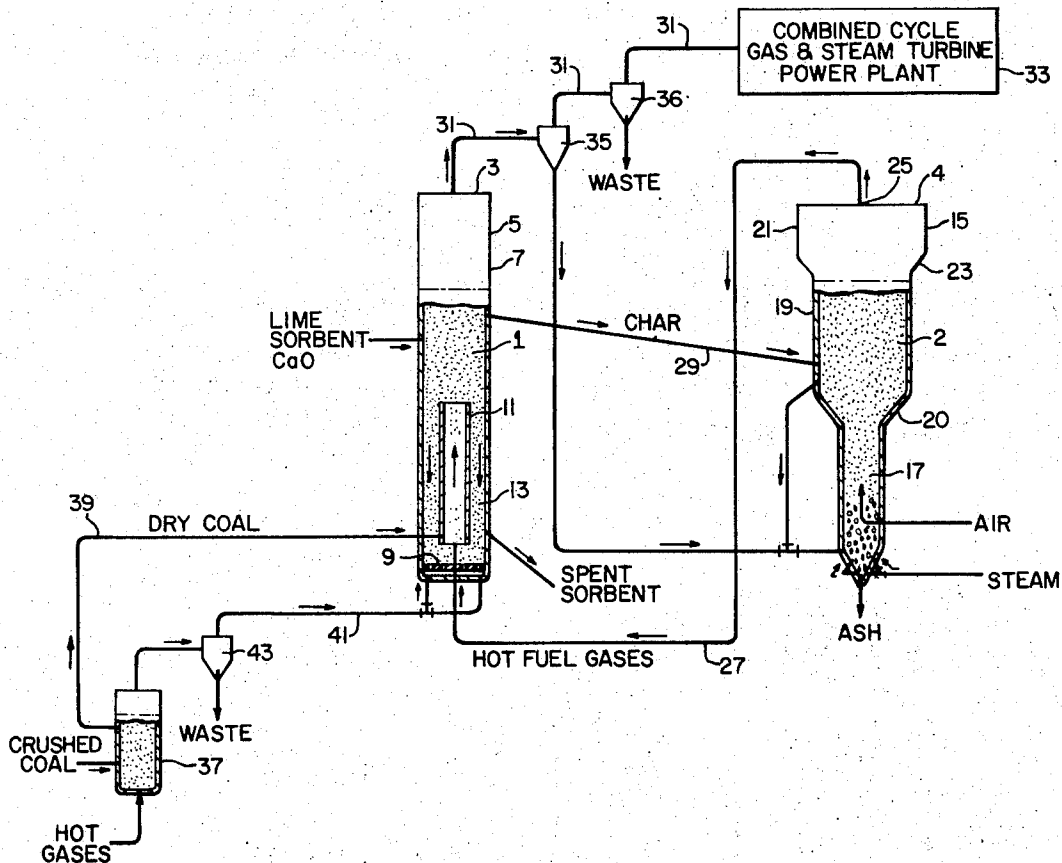 COMBINED CYCLE
GAS & STEAM TURBINE
POWER PLANT
33
31
31
36
31
35
WASTE
3
5
7
25
4
21
15
23
19
2
LIME
SORBENT
CaO
1
CHAR
29
11
20
17
13
39
DRY COAL
AIR
9
SPENT
SORBENT
STEAM
ASH
41
HOT FUEL GASES
27
43
WASTE
CRUSHED
COAL
37
HOT
GASES